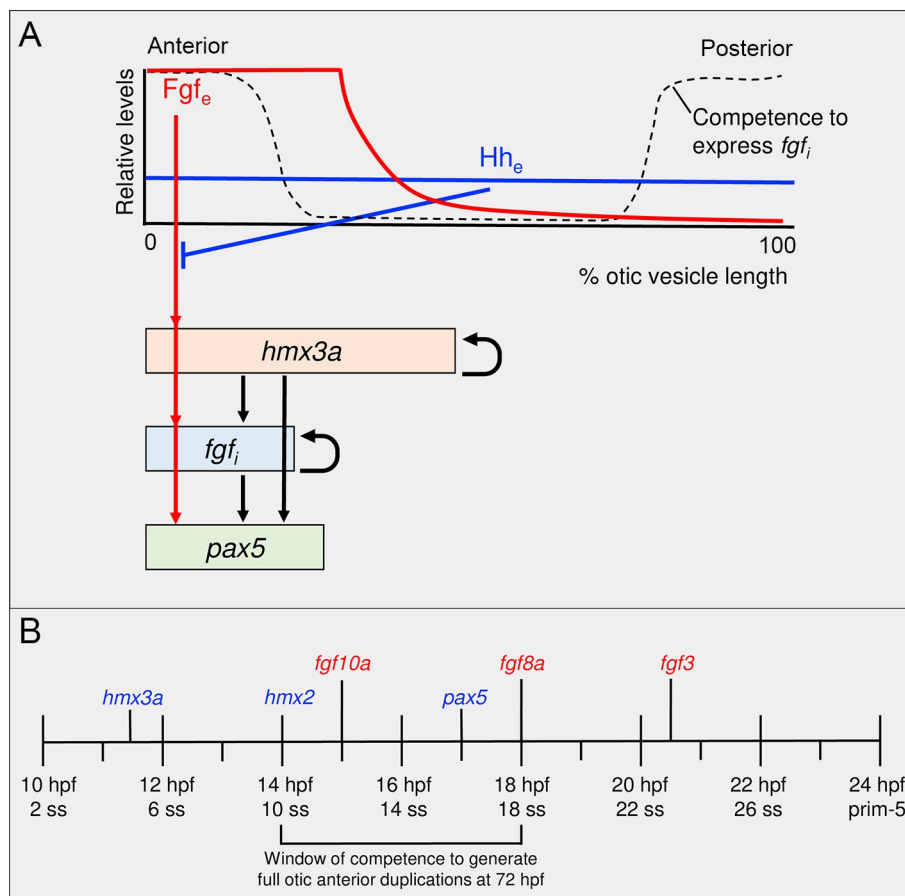 A
Anterior
Posterior
Relative levels
Fgfe
Hhe
Competence to
express fgfi
0
100
% otic vesicle length
hmx3a
fgfi
pax5
B
hmx3a
hmx2
fgf10a
pax5
fgf8a
fgf3
10 hpf 12 hpf 14 hpf 16 hpf 18 hpf 20 hpf 22 hpf 24 hpf
2 ss 6 ss 10 ss 14 ss 18 ss 22 ss 26 ss prim-5
Window of competence to generate
full otic anterior duplications at 72 hpf